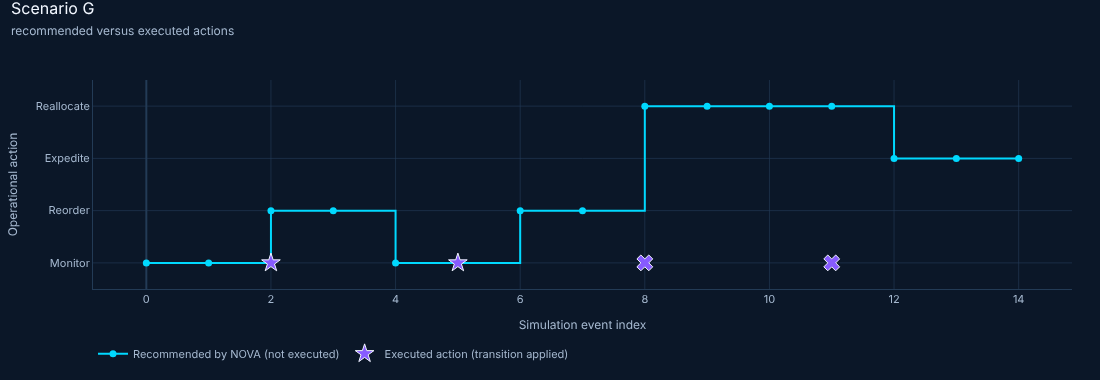 Scenario G
recommended versus executed actions
Operational action
Reallocate
Expedite
Reorder
Monitor
0 2 4 6 8 10 12 14
Simulation event index
Recommended by NOVA (not executed) Executed action (transition applied)